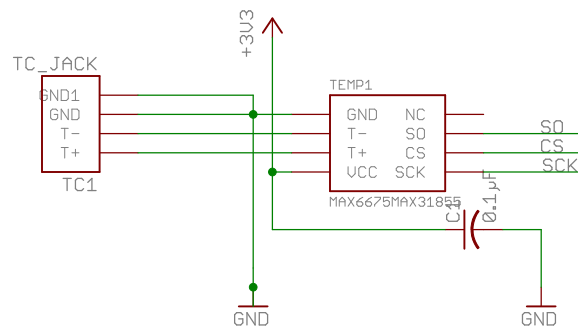 +3V3
TC_JACK
GND1
GND
T-
T+
TC1
TEMP1
GND NC
T- SO
T+ CS
VCC SCK
MAX6675MAX31855
SO
CS
SCK
C1
0.1µF
GND
GND